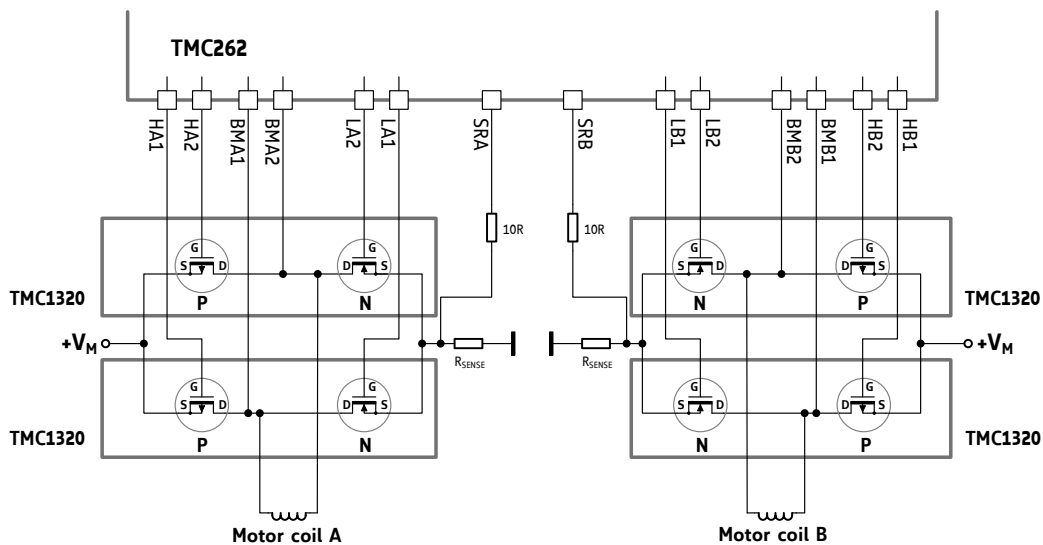 TMC262
HA1 HA2 BMA1 BMA2 LA2 LA1 SRA SRB LB1 LB2 BMB2 BMB1 HB2 HB1
10R 10R
G G G G
S D D S S D D S
TMC1320 P N N P TMC1320
+VM RSENSE RSENSE +VM
G G G G
S D D S S D D S
TMC1320 P N N P TMC1320
Motor coil A Motor coil B